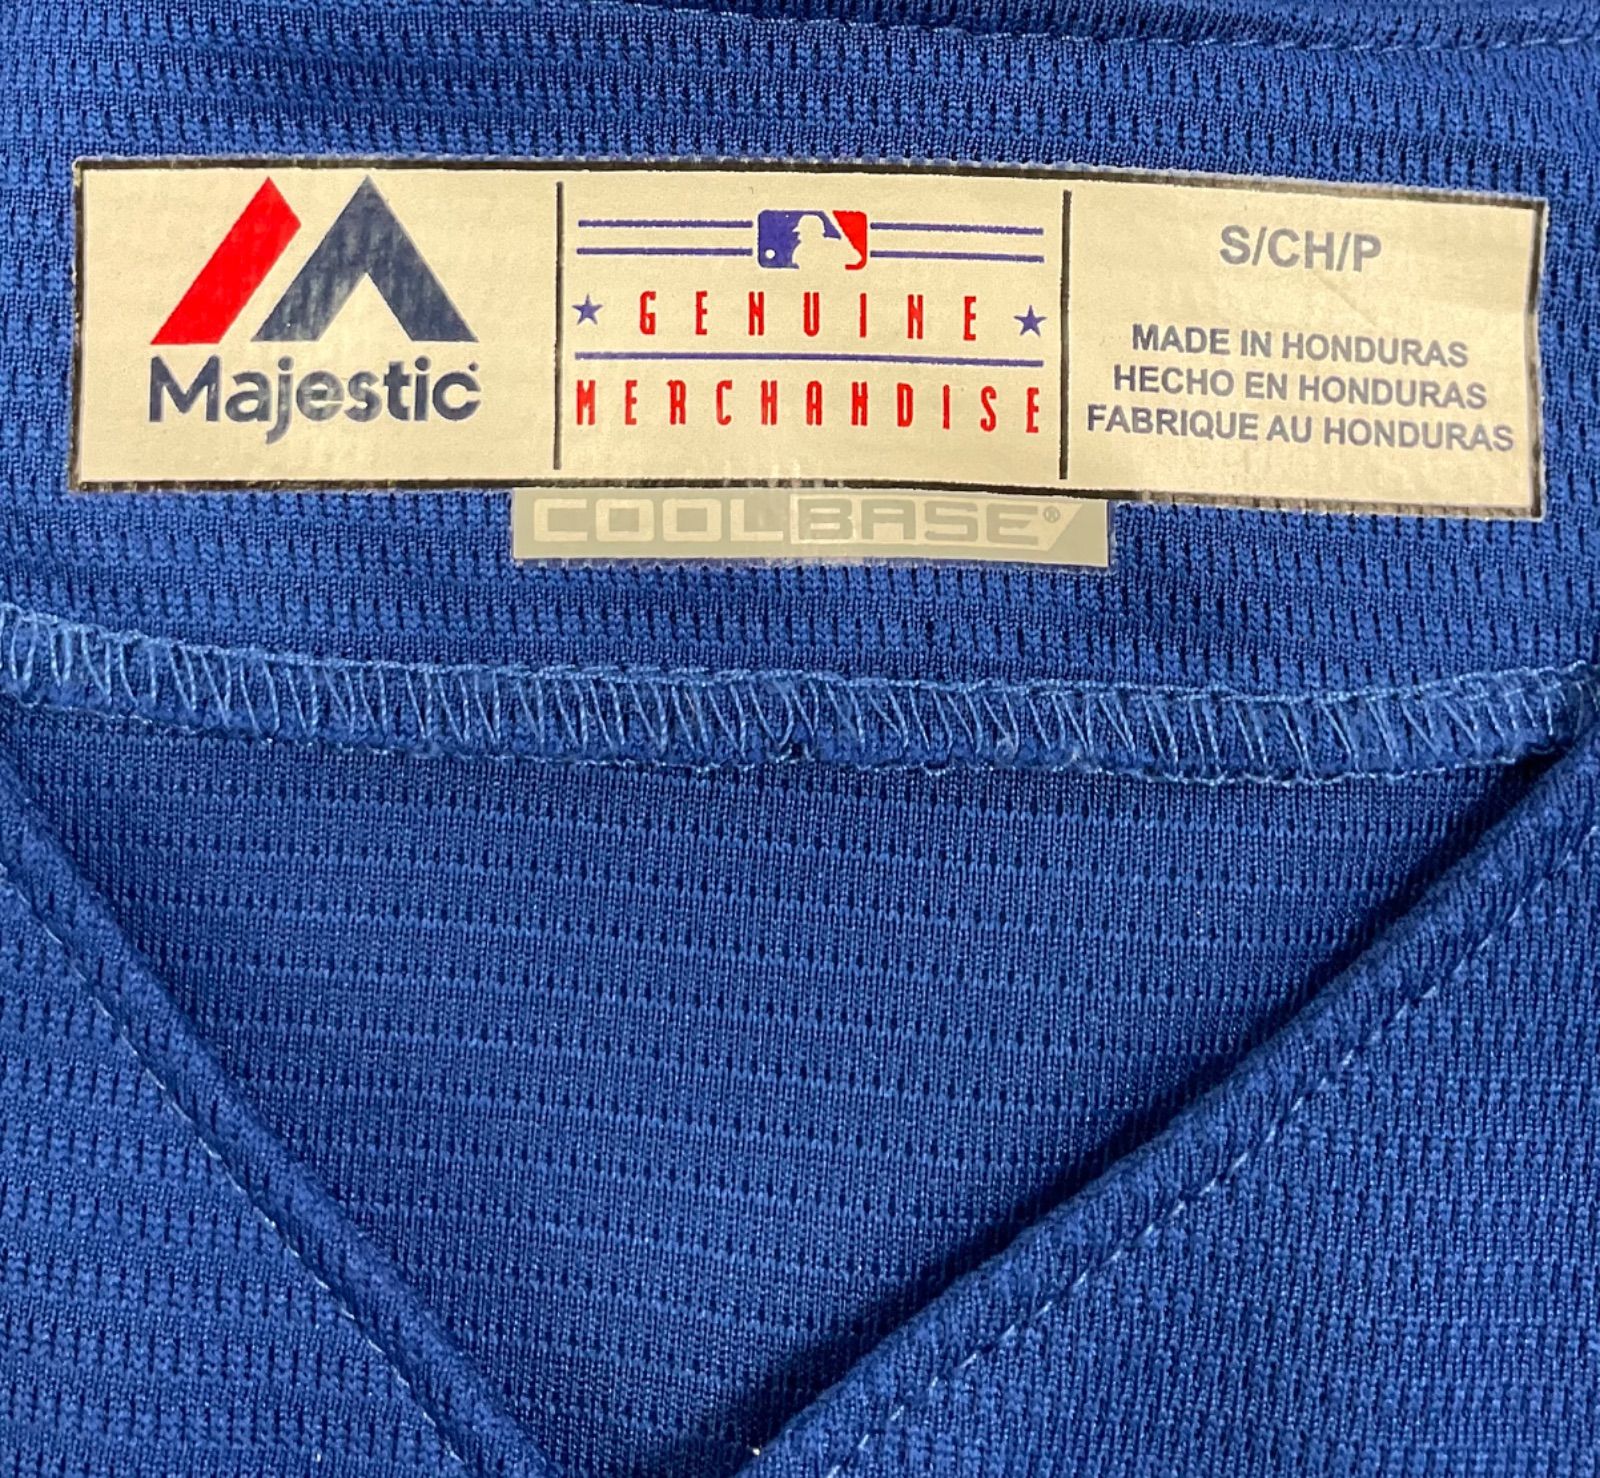 Majestic
GENUINE
MERCHANDISE
S/CH/P
MADE IN HONDURAS
HECHO EN HONDURAS
FABRIQUE AU HONDURAS
COOLBASE®